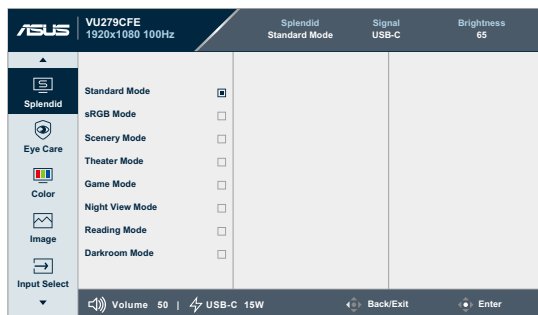 ASUS
VU279CFE
1920x1080 100Hz
Splendid
Standard Mode
Signal
USB-C
Brightness
65
Splendid
Eye Care
Color
Image
Input Select
Standard Mode
sRGB Mode
Scenery Mode
Theater Mode
Game Mode
Night View Mode
Reading Mode
Darkroom Mode
Volume 50 | USB-C 15W
Back/Exit
Enter